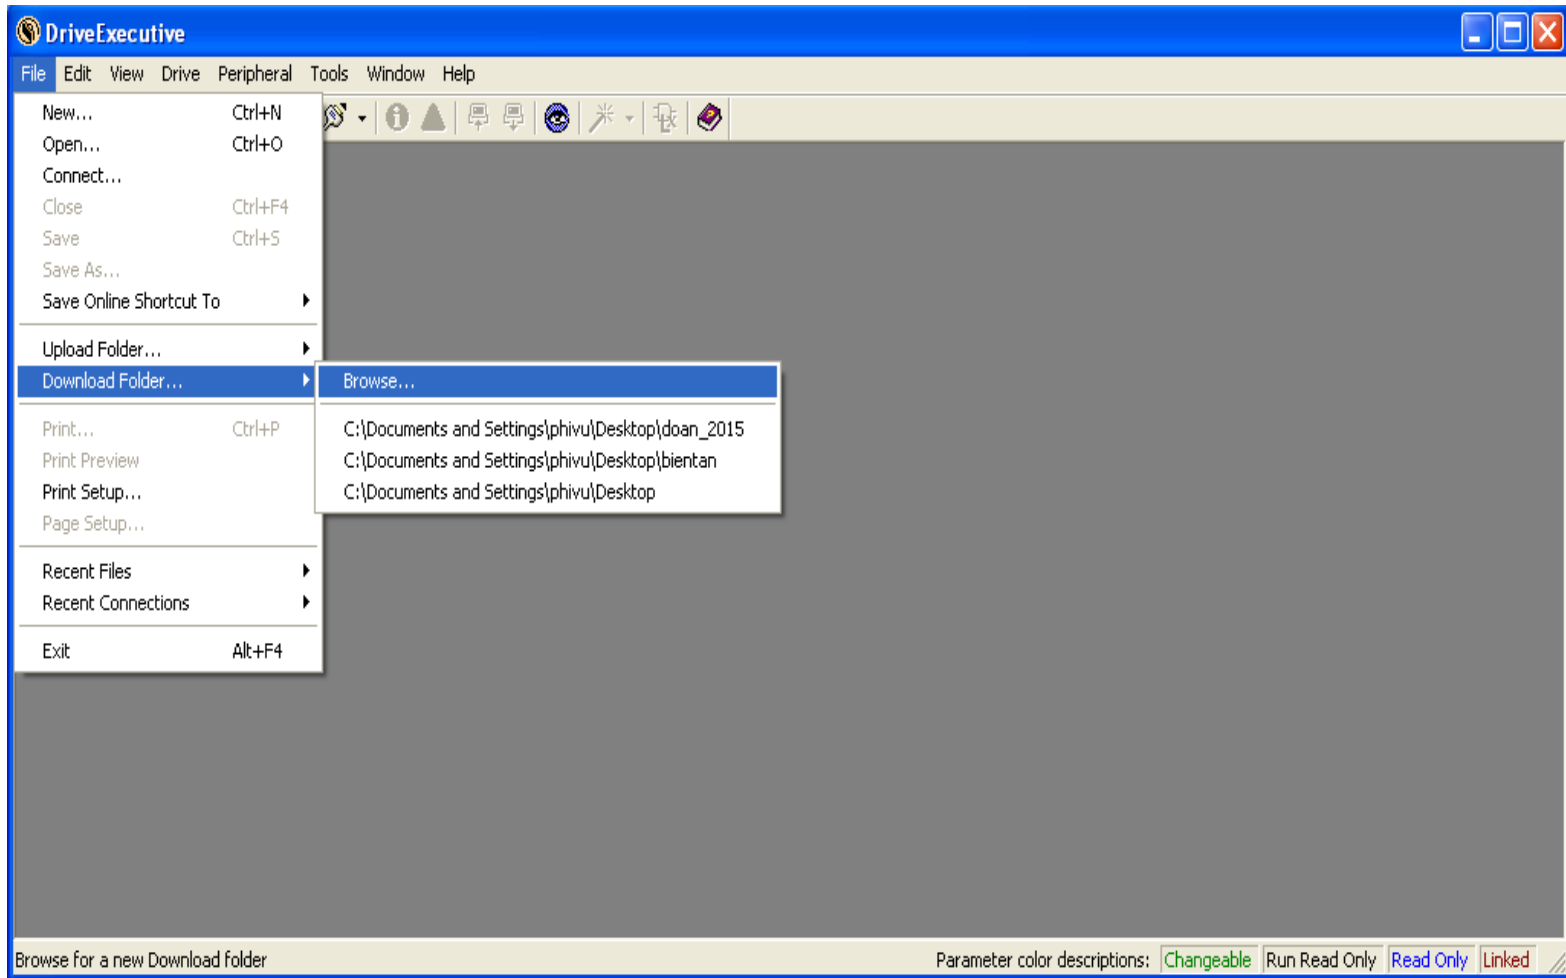 DriveExecutive
File Edit View Drive Peripheral Tools Window Help
New... Ctrl+N
Open... Ctrl+O
Connect...
Close Ctrl+F4
Save Ctrl+S
Save As...
Save Online Shortcut To
Upload Folder...
Download Folder...
Browse...
C:\Documents and Settings\phivu\Desktop\doan_2015
C:\Documents and Settings\phivu\Desktop\bientan
C:\Documents and Settings\phivu\Desktop
Print... Ctrl+P
Print Preview
Print Setup...
Page Setup...
Recent Files
Recent Connections
Exit Alt+F4
Browse for a new Download folder Parameter color descriptions: Changeable Run Read Only Read Only Linked